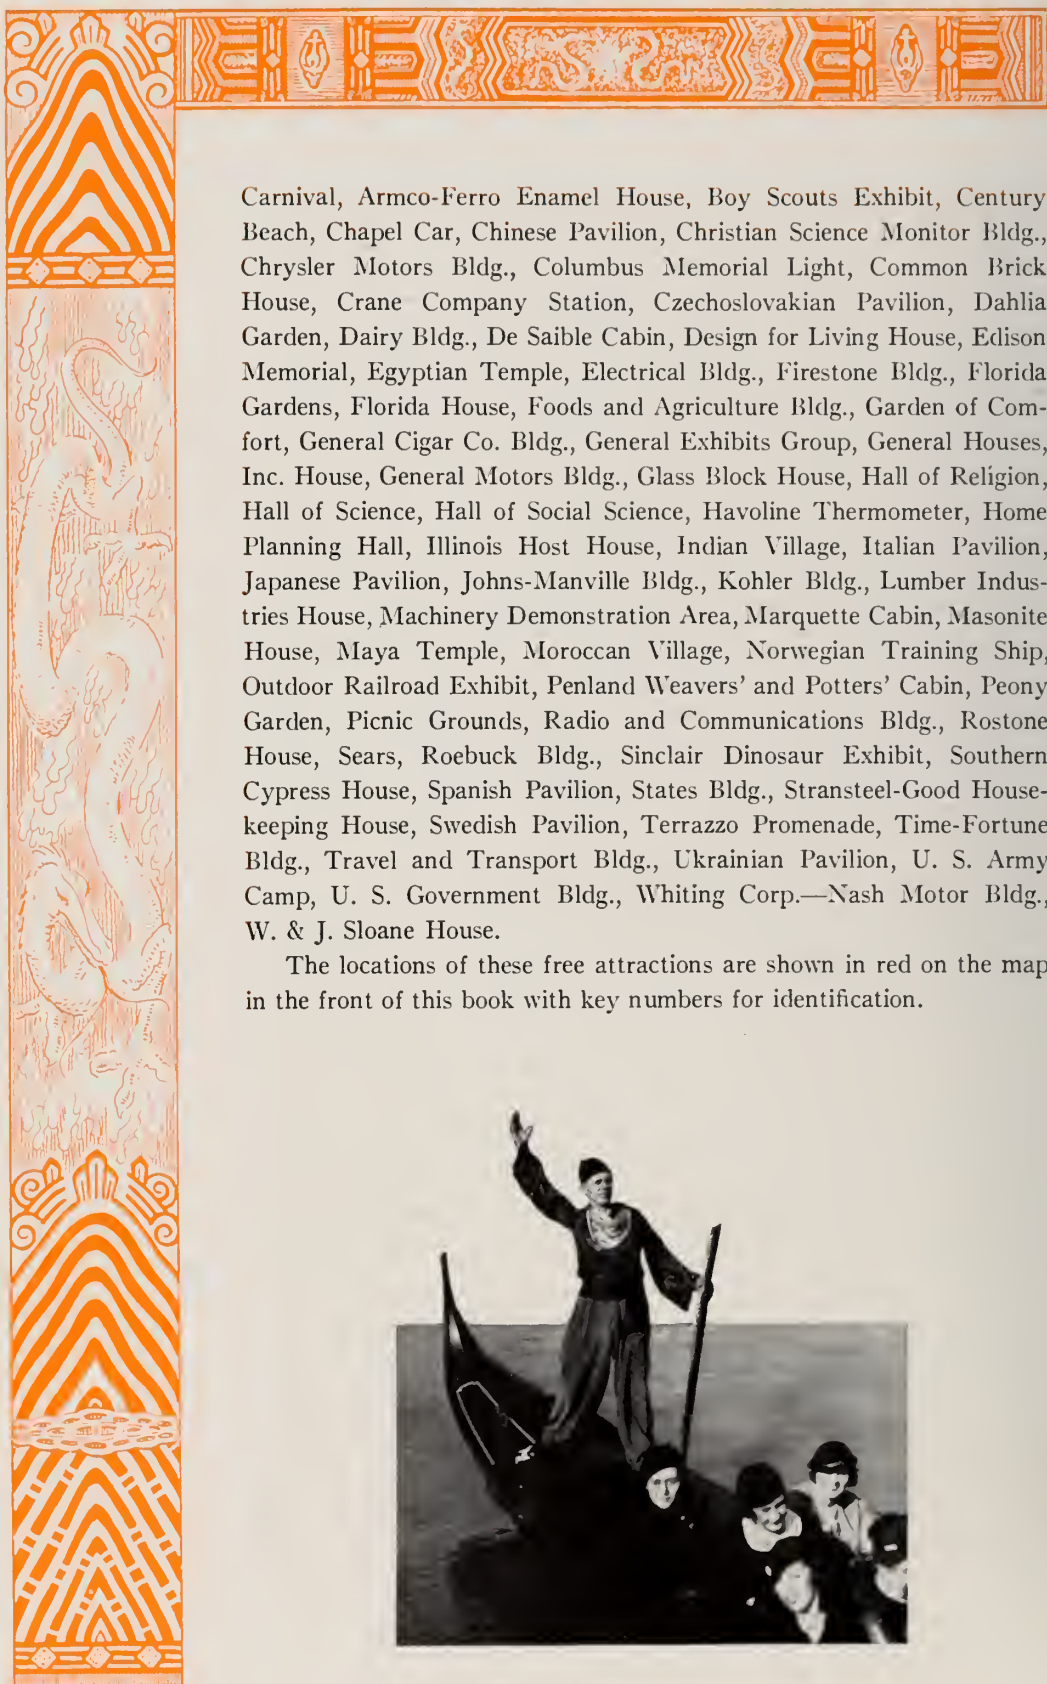 Carnival, Armco-Ferro Enamel House, Boy Scouts Exhibit, Century
Beach, Chapel Car, Chinese Pavilion, Christian Science Monitor Bldg.,
Chrysler Motors Bldg., Columbus Memorial Light, Common Brick
House, Crane Company Station, Czechoslovakian Pavilion, Dahlia
Garden, Dairy Bldg., De Saible Cabin, Design for Living House, Edison
Memorial, Egyptian Temple, Electrical Bldg., Firestone Bldg., Florida
Gardens, Florida House, Foods and Agriculture Bldg., Garden of Com-
fort, General Cigar Co. Bldg., General Exhibits Group, General Houses,
Inc. House, General Motors Bldg., Glass Block House, Hall of Religion,
Hall of Science, Hall of Social Science, Havoline Thermometer, Home
Planning Hall, Illinois Host House, Indian Village, Italian Pavilion,
Japanese Pavilion, Johns-Manville Bldg., Kohler Bldg., Lumber Indus-
tries House, Machinery Demonstration Area, Marquette Cabin, Masonite
House, Maya Temple, Moroccan Village, Norwegian Training Ship,
Outdoor Railroad Exhibit, Penland Weavers' and Potters' Cabin, Peony
Garden, Picnic Grounds, Radio and Communications Bldg., Rostone
House, Sears, Roebuck Bldg., Sinclair Dinosaur Exhibit, Southern
Cypress House, Spanish Pavilion, States Bldg., Stransteel-Good House-
keeping House, Swedish Pavilion, Terrazzo Promenade, Time-Fortune
Bldg., Travel and Transport Bldg., Ukrainian Pavilion, U. S. Army
Camp, U. S. Government Bldg., Whiting Corp.—Nash Motor Bldg.,
W. & J. Sloane House.
The locations of these free attractions are shown in red on the map
in the front of this book with key numbers for identification.